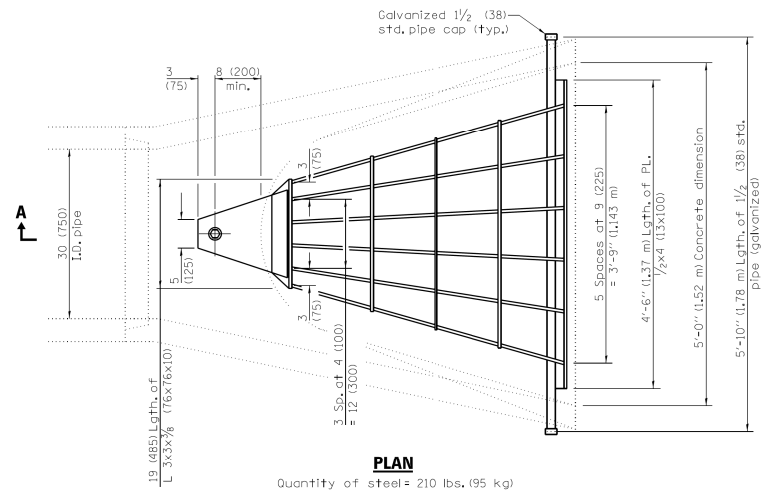 Galvanized 1½ (38)
std. pipe cap (typ.)
3
(75)
8 (200)
min.
3
(75)
A
30 (750)
I.D. pipe
5
(125)
3
(75)
3 Sp. at 4 (100)
= 12 (300)
19 (485) Lgth. of
L 3x3x⅜ (76x76x10)
5 Spaces at 9 (225)
= 3'-9" (1.143 m)
4'-6" (1.37 m) Lgth. of PL.
½x4 (13x100)
5'-0" (1.52 m) Concrete dimension
5'-10" (1.78 m) Lgth. of 1½ (38) std.
pipe (galvanized)
PLAN
Quantity of steel = 210 lbs. (95 kg)